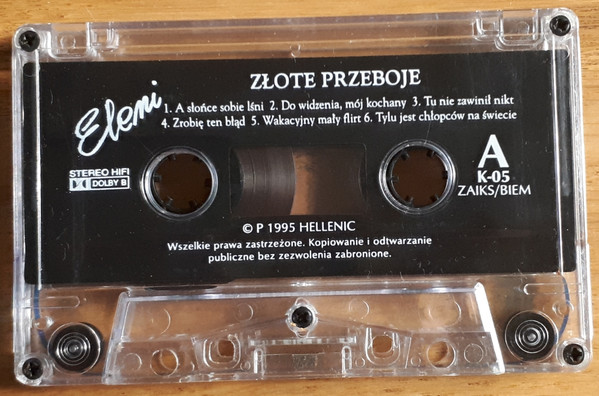 Eleni
ZŁOTE PRZEBOJE
1. A słońce sobie lśni 2. Do widzenia, mój kochany 3. Tu nie zawinił nikt
4. Zrobię ten błąd 5. Wakacyjny mały flirt 6. Tylu jest chłopców na świecie
STEREO HIFI
DOLBY B
A
K-05
ZAIKS/BIEM
© P 1995 HELLENIC
Wszelkie prawa zastrzeżone. Kopiowanie i odtwarzanie
publiczne bez zezwolenia zabronione.